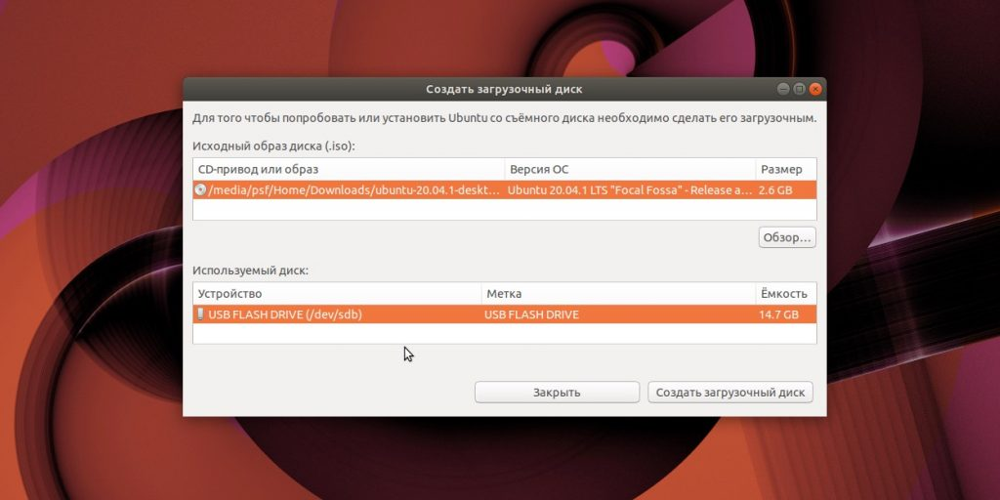 Создать загрузочный диск
Для того чтобы попробовать или установить Ubuntu со съёмного диска необходимо сделать его загрузочным.
Исходный образ диска (.iso):
CD-привод или образ Версия ОС Размер
/media/psf/Home/Downloads/ubuntu-20.04.1-deskt... Ubuntu 20.04.1 LTS "Focal Fossa" - Release a... 2.6 GB
Обзор...
Используемый диск:
Устройство Метка Ёмкость
USB FLASH DRIVE (/dev/sdb) USB FLASH DRIVE 14.7 GB
Закрыть Создать загрузочный диск